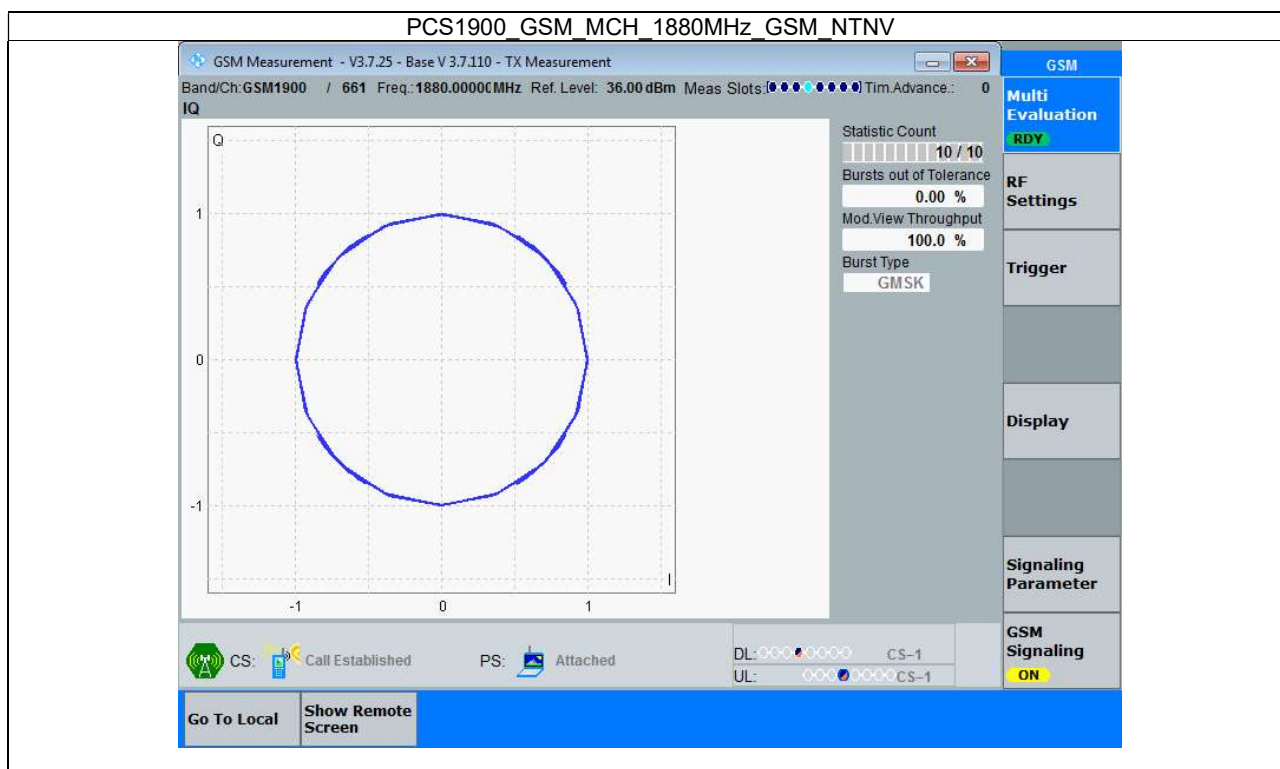 PCS1900_GSM_MCH_1880MHz_GSM_NTNV
GSM Measurement - V3.7.25 - Base V 3.7.110 - TX Measurement
Band/Ch:GSM1900 / 661 Freq.:1880.00000MHz Ref. Level: 36.00 dBm Meas Slots: Tim.Advance.: 0
IQ
Q
1
0
-1
-1 0 1
I
Statistic Count
10 / 10
Bursts out of Tolerance
0.00 %
Mod.View Throughput
100.0 %
Burst Type
GMSK
GSM
Multi
Evaluation
RDY
RF
Settings
Trigger
Display
Signaling
Parameter
GSM
Signaling
ON
CS: Call Established PS: Attached
DL: CS-1
UL: CS-1
Go To Local
Show Remote
Screen